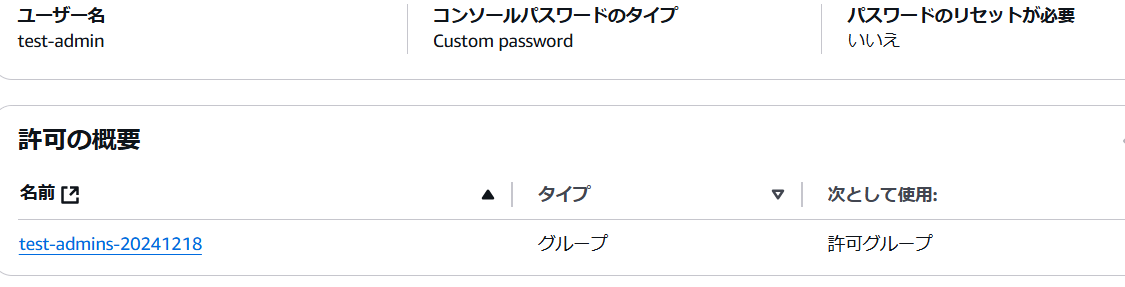 ユーザー名 コンソールパスワードのタイプ パスワードのリセットが必要
test-admin Custom password いいえ
許可の概要
名前 タイプ 次として使用:
test-admins-20241218 グループ 許可グループ